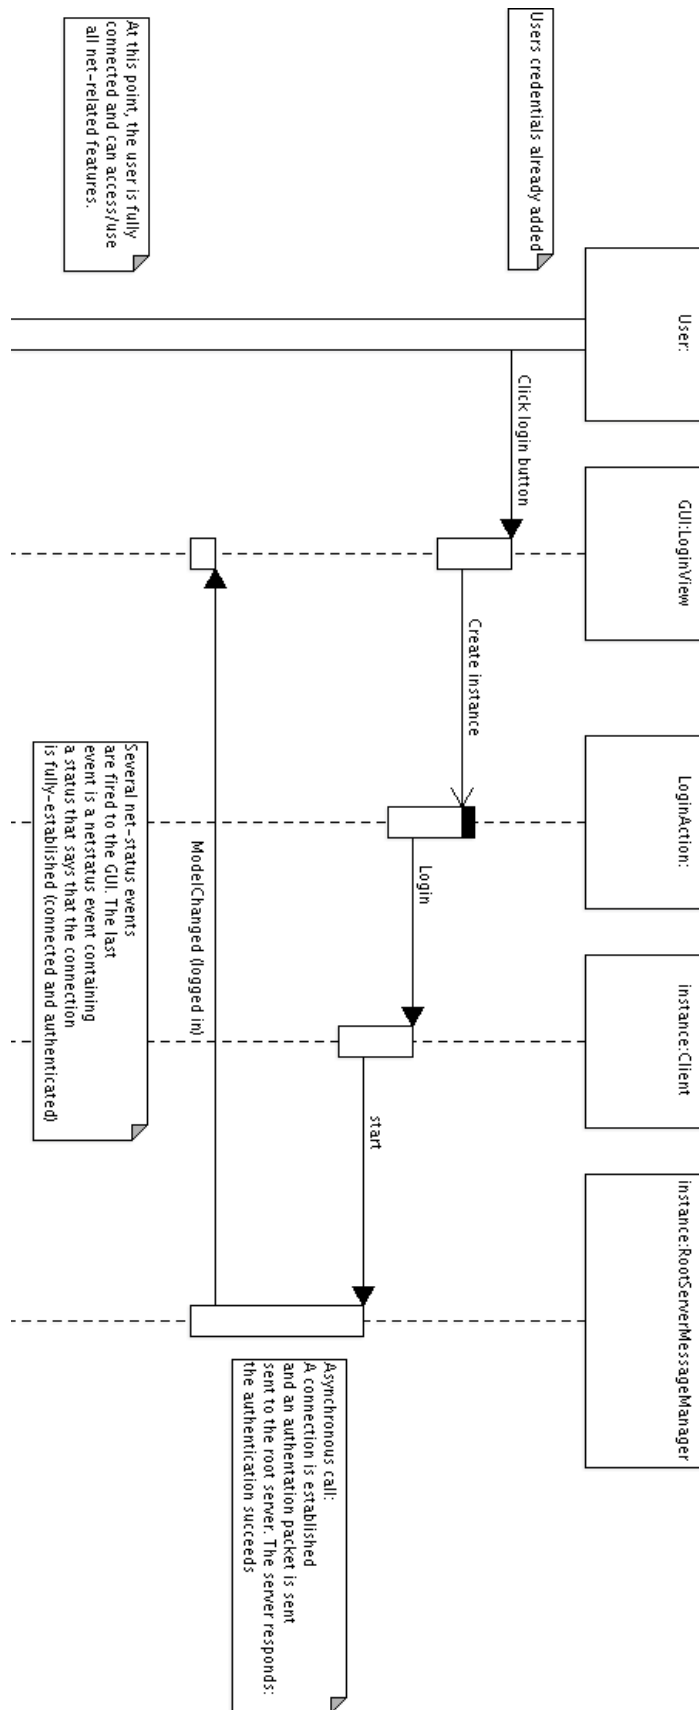 User:
GUI:LoginView
LoginAction:
instance:Client
instance:RootServerMessageManager
Users credentials already added
Click login button
Create instance
Login
start
Asynchronous call:
A connection is established
and an authentation packet is sent
sent to the root server. The server responds:
the authentication succeeds
ModelChanged (logged in)
At this point, the user is fully
connected and can access/use
all net-related features.
Several net-status events
are fired to the GUI. The last
event is a netstatus event containing
a status that says that the connection
is fully-established (connected and authenticated)